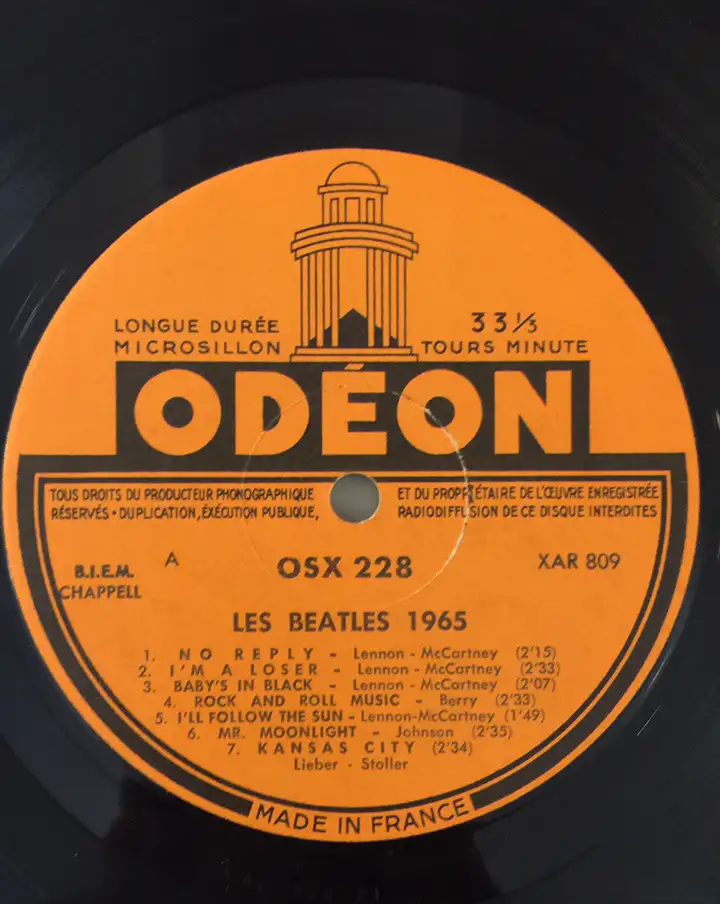 LONGUE DURÉE
MICROSILLON
33⅓
TOURS MINUTE
ODÉON
TOUS DROITS DU PRODUCTEUR PHONOGRAPHIQUE ET DU PROPRIÉTAIRE DE L'ŒUVRE ENREGISTRÉE
RÉSERVÉS • DUPLICATION, ÉXÉCUTION PUBLIQUE, RADIODIFFUSION DE CE DISQUE INTERDITES
B.I.E.M.
CHAPPELL
A
OSX 228
XAR 809
LES BEATLES 1965
1. NO REPLY - Lennon - McCartney (2'15)
2. I'M A LOSER - Lennon - McCartney (2'33)
3. BABY'S IN BLACK - Lennon - McCartney (2'07)
4. ROCK AND ROLL MUSIC - Berry (2'33)
5. I'LL FOLLOW THE SUN - Lennon-McCartney (1'49)
6. MR. MOONLIGHT - Johnson (2'35)
7. KANSAS CITY (2'34)
Lieber - Stoller
MADE IN FRANCE